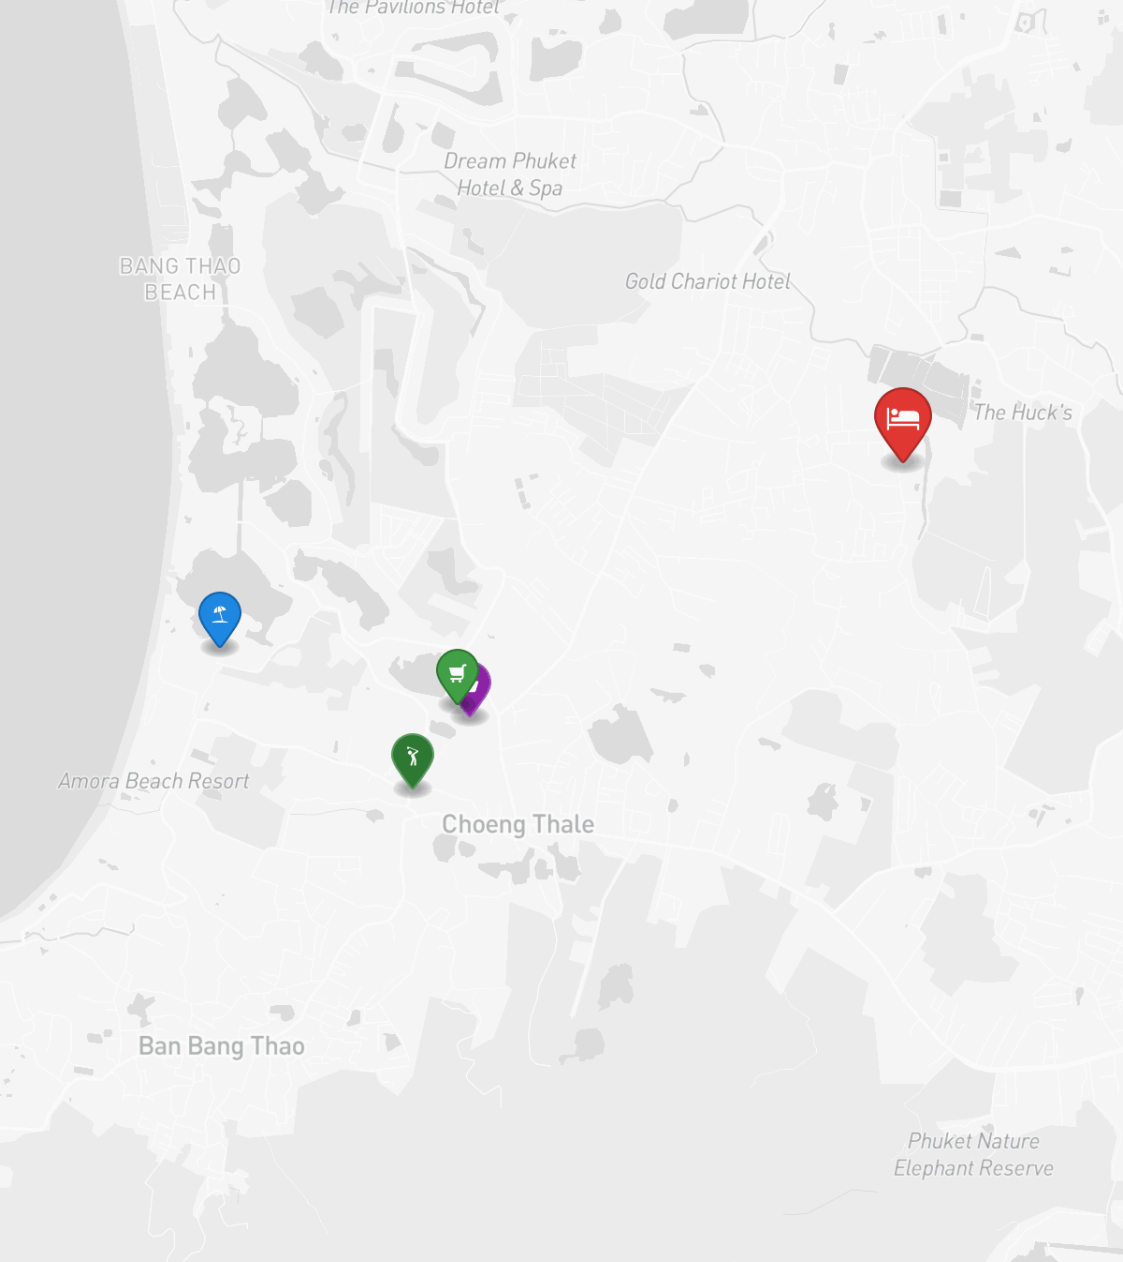 The Pavilions Hotel
Dream Phuket
Hotel & Spa
BANG THAO
BEACH
Gold Chariot Hotel
The Huck's
Amora Beach Resort
Choeng Thale
Ban Bang Thao
Phuket Nature
Elephant Reserve